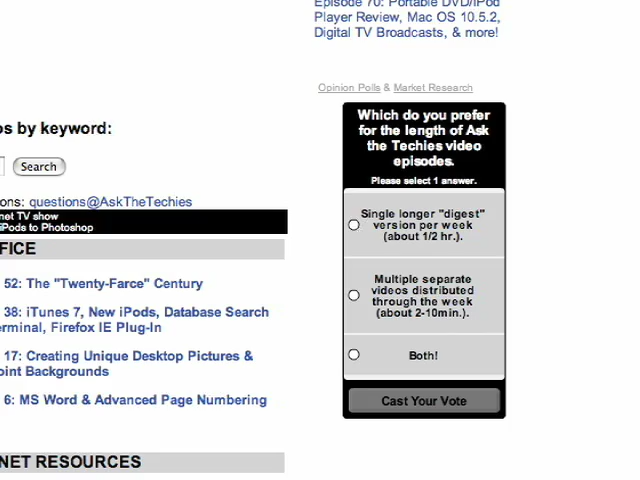 Episode 70: Portable DVD/iPod
Player Review, Mac OS 10.5.2,
Digital TV Broadcasts, & more!
Opinion Polls & Market Research
os by keyword:
Search
ons: questions@AskTheTechies
net TV show
iPods to Photoshop
FICE
52: The "Twenty-Farce" Century
38: iTunes 7, New iPods, Database Search
erminal, Firefox IE Plug-In
17: Creating Unique Desktop Pictures &
oint Backgrounds
6: MS Word & Advanced Page Numbering
NET RESOURCES
Which do you prefer
for the length of Ask
the Techies video
episodes.
Please select 1 answer.
Single longer "digest"
version per week
(about 1/2 hr.).
Multiple separate
videos distributed
through the week
(about 2-10min.).
Both!
Cast Your Vote